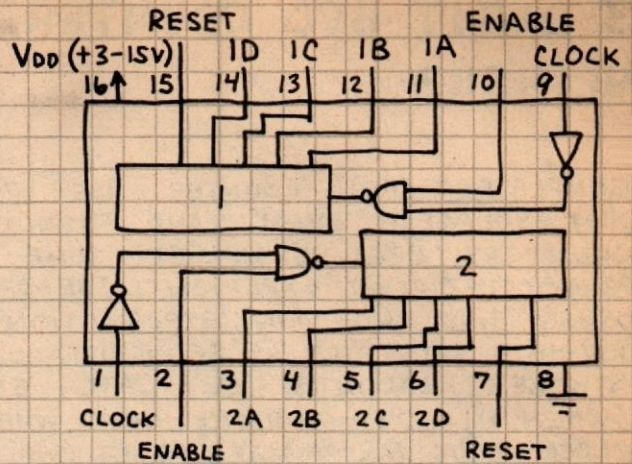 RESET ENABLE
VDD (+3-15V) 1D 1C 1B 1A CLOCK
16 15 14 13 12 11 10 9
1
2
1 2 3 4 5 6 7 8
CLOCK 2A 2B 2C 2D
ENABLE RESET